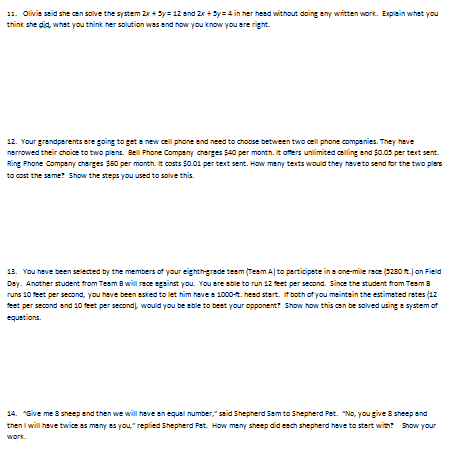 11. Olivia said she can solve the system 2x + 5y = 12 and 2x + 5y = 4 in her head without doing any written work. Explain what you
think she did, what you think her solution was and how you know you are right.
12. Your grandparents are going to get a new cell phone and need to choose between two cell phone companies. They have
narrowed their choice to two plans. Bell Phone Company charges $40 per month. It offers unlimited calling and $0.05 per text sent.
Ring Phone Company charges $60 per month. It costs $0.01 per text sent. How many texts would they have to send for the two plans
to cost the same? Show the steps you used to solve this.
13. You have been selected by the members of your eighth-grade team (Team A) to participate in a one-mile race (5280 ft.) on Field
Day. Another student from Team B will race against you. You are able to run 12 feet per second. Since the student from Team B
runs 10 feet per second, you have been asked to let him have a 1000-ft. head start. If both of you maintain the estimated rates (12
feet per second and 10 feet per second), would you be able to beat your opponent? Show how this can be solved using a system of
equations.
14. "Give me 8 sheep and then we will have an equal number," said Shepherd Sam to Shepherd Pat. "No, you give 8 sheep and
then I will have twice as many as you," replied Shepherd Pat. How many sheep did each shepherd have to start with? Show your
work.